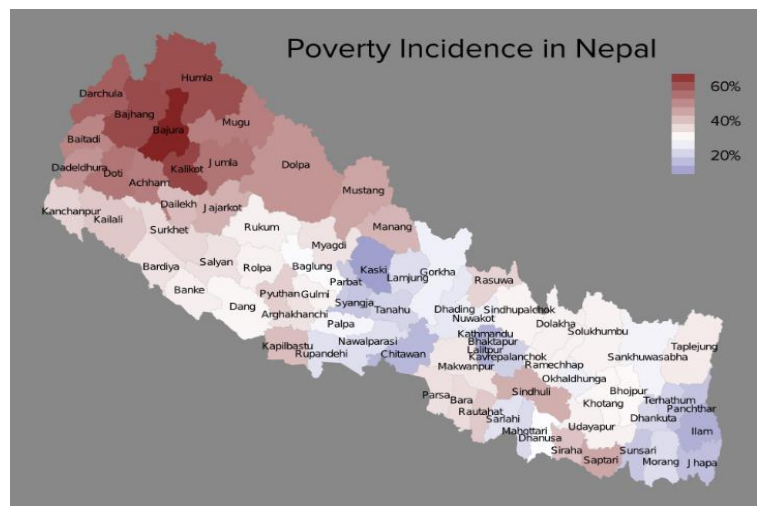 Poverty Incidence in Nepal
60%
40%
20%
Humla
Darchula
Bajhang
Mugu
Bajura
Baitadi
Jumla
Dolpa
Dadeldhura
Doti
Kalikot
Achham
Mustang
Dailekh
Jajarkot
Kanchanpur
Kailali
Manang
Surkhet
Rukum
Myagdi
Salyan
Bardiya
Rolpa
Baglung
Kaski
Lamjung
Gorkha
Parbat
Rasuwa
Banke
Pyuthan
Gulmi
Syangja
Tanahu
Dang
Arghakhanchi
Dhading
Sindhupalchok
Nuwakot
Palpa
Dolakha
Solukhumbu
Kathmandu
Bhaktapur
Lalitpur
Kapilbastu
Nawalparasi
Rupandehi
Chitawan
Kavrepalanchok
Sankhuwasabha
Taplejung
Makwanpur
Ramechhap
Okhaldhunga
Parsa
Bara
Sindhuli
Bhojpur
Khotang
Terhathum
Panchthar
Rautahat
Sarlahi
Dhankuta
Mahottari
Dhanusa
Udayapur
Ilam
Siraha
Saptari
Sunsari
Morang
Jhapa